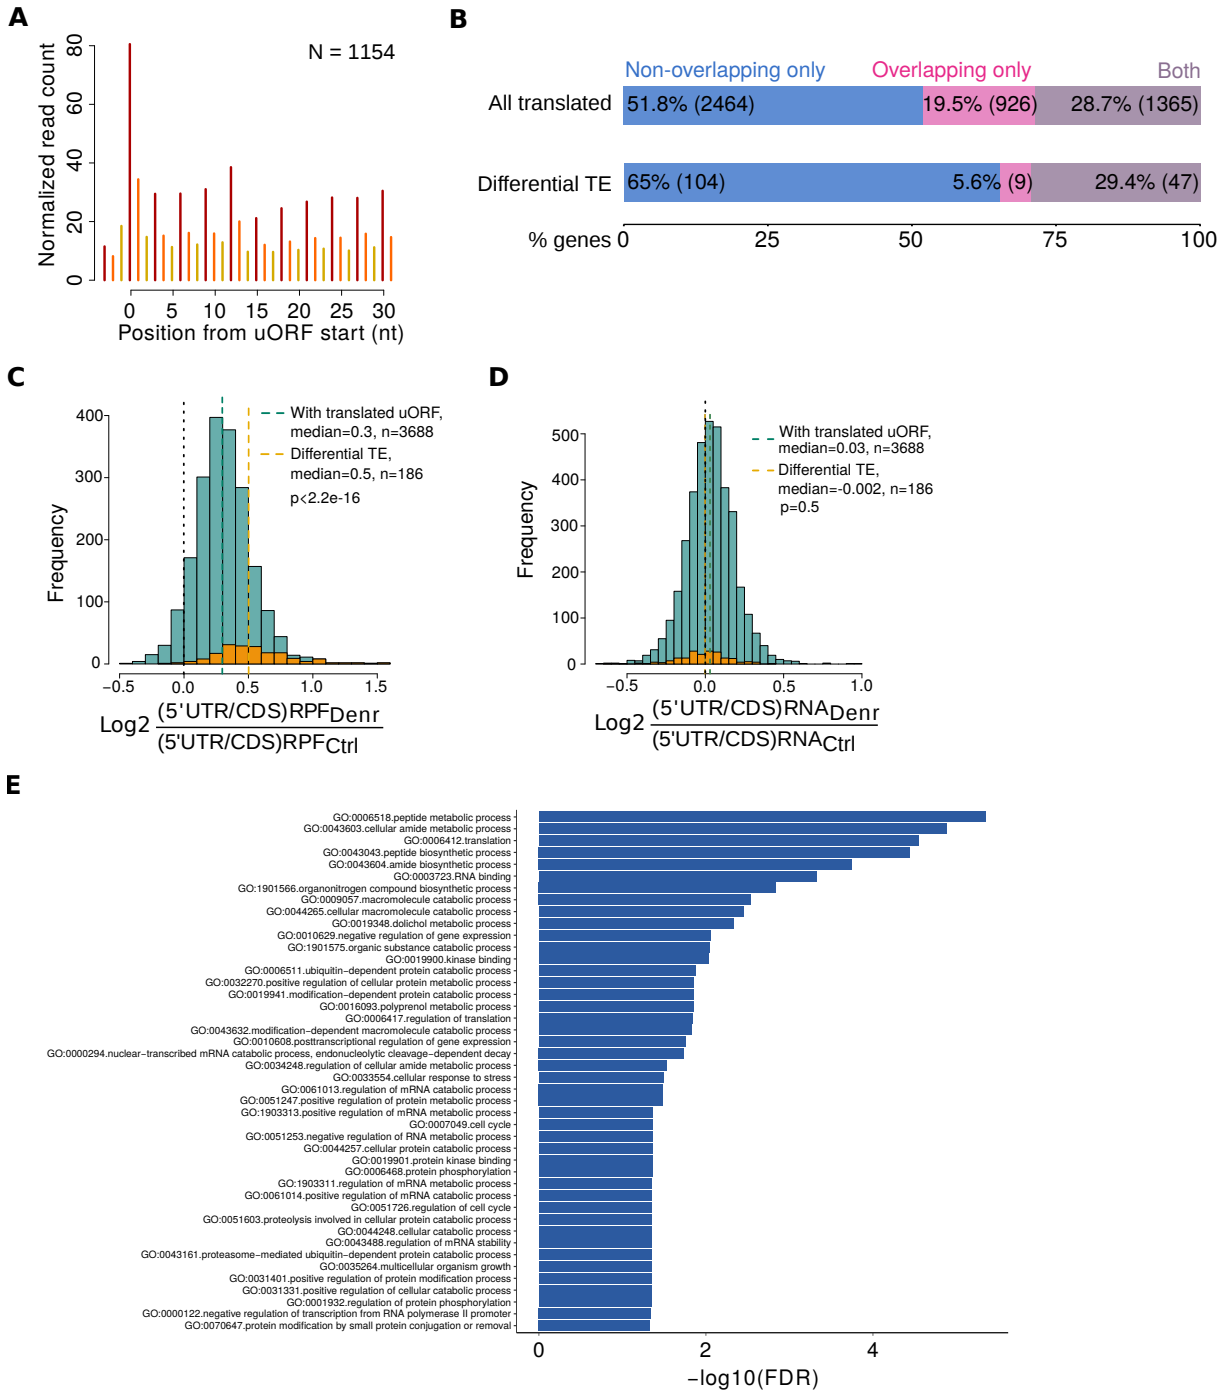 A
N = 1154
Normalized read count
80
60
40
20
0
0 5 10 15 20 25 30
Position from uORF start (nt)
B
Non-overlapping only Overlapping only Both
All translated 51.8% (2464) 19.5% (926) 28.7% (1365)
Differential TE 65% (104) 5.6% (9) 29.4% (47)
% genes 0 25 50 75 100
C
With translated uORF,
median=0.3, n=3688
Differential TE,
median=0.5, n=186
p<2.2e-16
Frequency
400
300
200
100
0
−0.5 0.0 0.5 1.0 1.5
Log2 (5'UTR/CDS)RPFDenr
(5'UTR/CDS)RPFCtrl
D
With translated uORF,
median=0.03, n=3688
Differential TE,
median=-0.002, n=186
p=0.5
Frequency
500
400
300
200
100
0
−0.5 0.0 0.5 1.0
Log2 (5'UTR/CDS)RNADenr
(5'UTR/CDS)RNACtrl
E
GO:0006518.peptide metabolic process
GO:0043603.cellular amide metabolic process
GO:0006412.translation
GO:0043043.peptide biosynthetic process
GO:0043604.amide biosynthetic process
GO:0003723.RNA binding
GO:1901566.organonitrogen compound biosynthetic process
GO:0009057.macromolecule catabolic process
GO:0044265.cellular macromolecule catabolic process
GO:0019348.dolichol metabolic process
GO:0010629.negative regulation of gene expression
GO:1901575.organic substance catabolic process
GO:0019900.kinase binding
GO:0006511.ubiquitin−dependent protein catabolic process
GO:0032270.positive regulation of cellular protein metabolic process
GO:0019941.modification−dependent protein catabolic process
GO:0016093.polyprenol metabolic process
GO:0006417.regulation of translation
GO:0043632.modification−dependent macromolecule catabolic process
GO:0010608.posttranscriptional regulation of gene expression
GO:0000294.nuclear−transcribed mRNA catabolic process, endonucleolytic cleavage−dependent decay
GO:0034248.regulation of cellular amide metabolic process
GO:0033554.cellular response to stress
GO:0061013.regulation of mRNA catabolic process
GO:0051247.positive regulation of protein metabolic process
GO:1903313.positive regulation of mRNA metabolic process
GO:0007049.cell cycle
GO:0051253.negative regulation of RNA metabolic process
GO:0044257.cellular protein catabolic process
GO:0019901.protein kinase binding
GO:0006468.protein phosphorylation
GO:1903311.regulation of mRNA metabolic process
GO:0061014.positive regulation of mRNA catabolic process
GO:0051726.regulation of cell cycle
GO:0051603.proteolysis involved in cellular protein catabolic process
GO:0044248.cellular catabolic process
GO:0043488.regulation of mRNA stability
GO:0043161.proteasome−mediated ubiquitin−dependent protein catabolic process
GO:0035264.multicellular organism growth
GO:0031401.positive regulation of protein modification process
GO:0031331.positive regulation of cellular catabolic process
GO:0001932.regulation of protein phosphorylation
GO:0000122.negative regulation of transcription from RNA polymerase II promoter
GO:0070647.protein modification by small protein conjugation or removal
0 2 4
−log10(FDR)